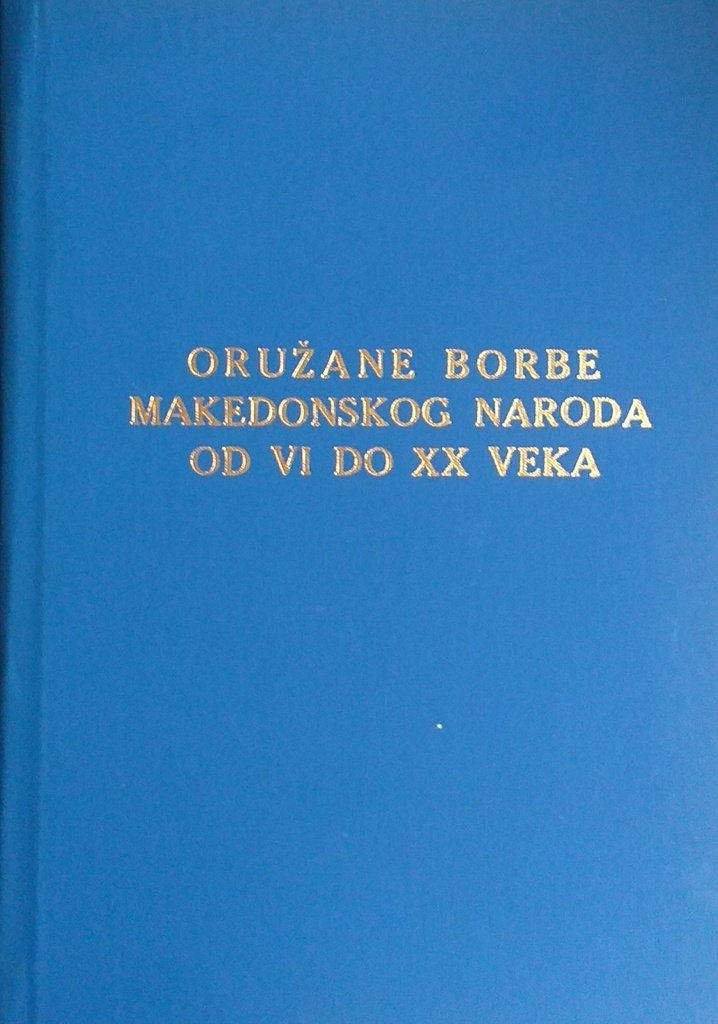 ORUŽANE BORBE
MAKEDONSKOG NARODA
OD VI DO XX VEKA